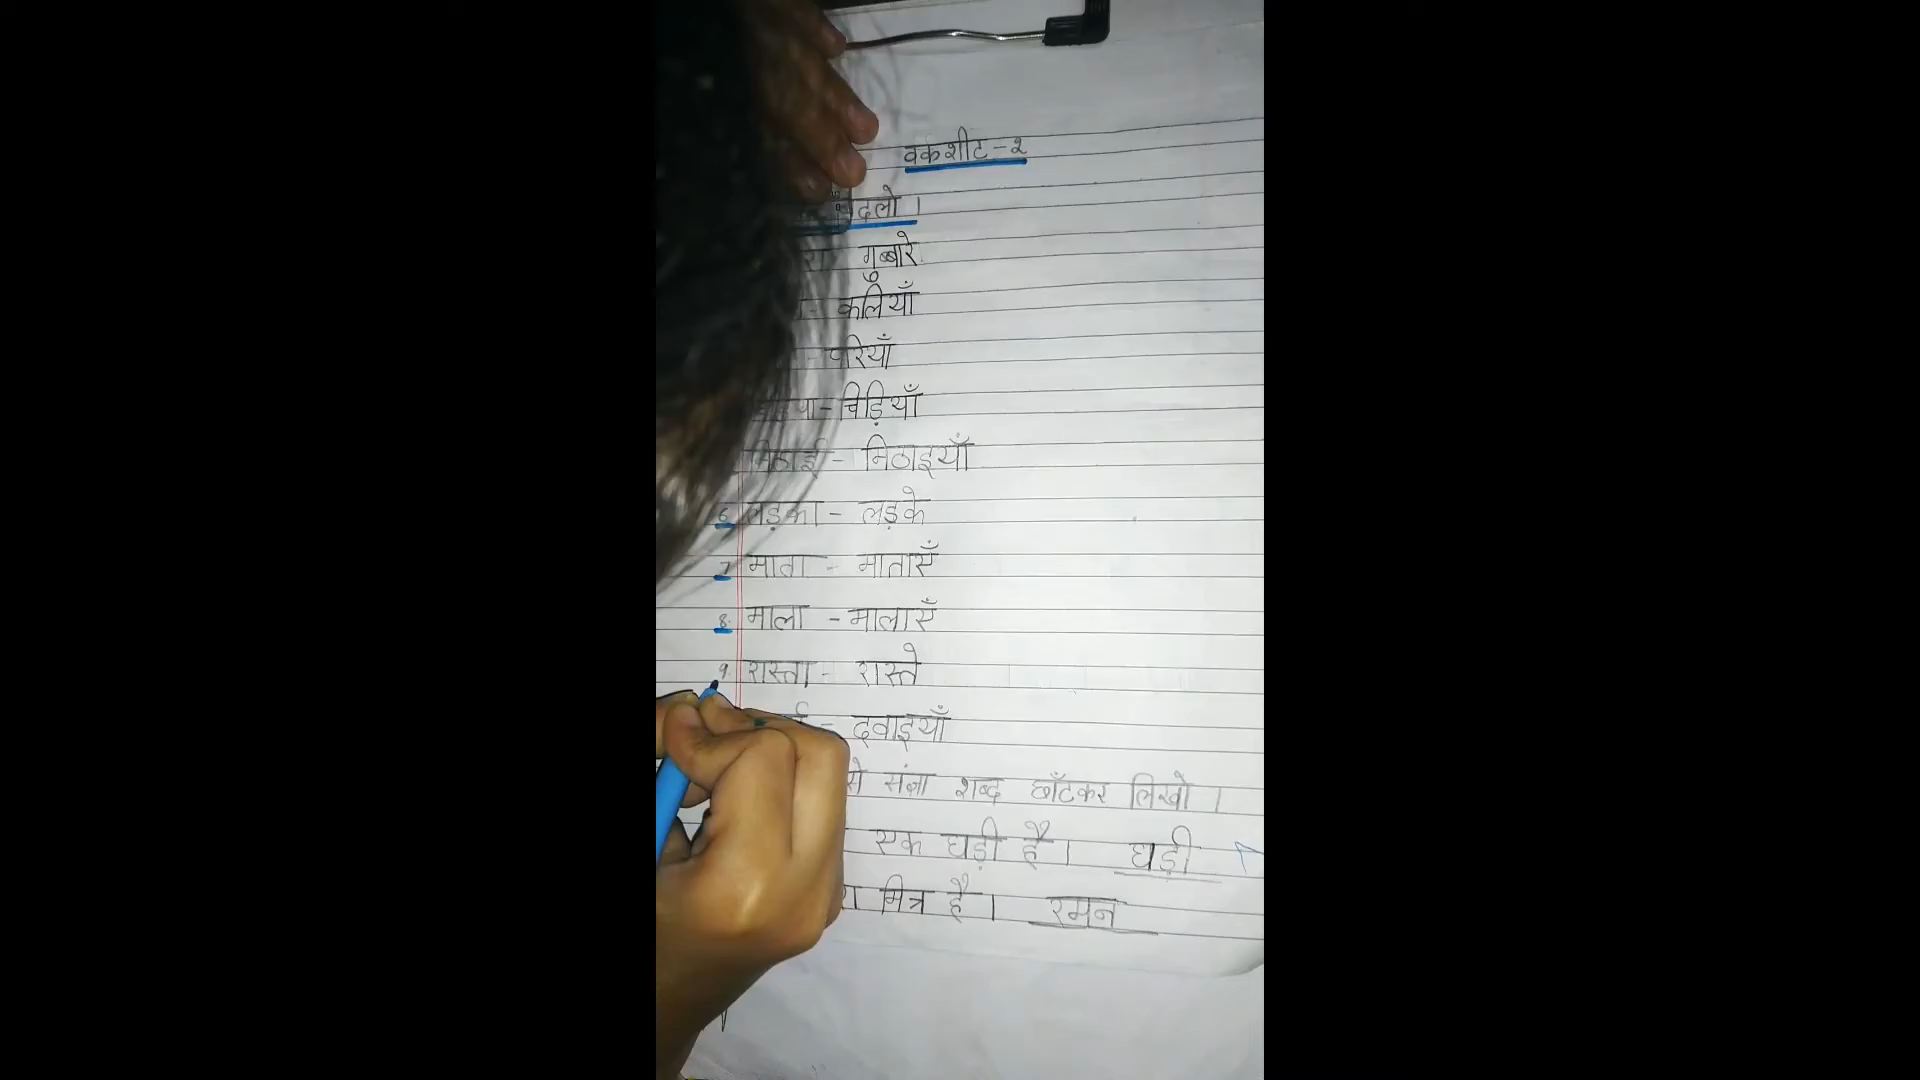 वर्कशीट-२
बदलो।
गुब्बारे
- कलियाँ
- परियाँ
- चिड़ियाँ
मिठाई - मिठाइयाँ
6. लड़का - लड़के
7. माता - माताएँ
8. माला - मालाएँ
9. रास्ता - रास्ते
- दवाइयाँ
से संज्ञा शब्द छाँटकर लिखो।
एक घड़ी है। घड़ी
मित्र है। रमन